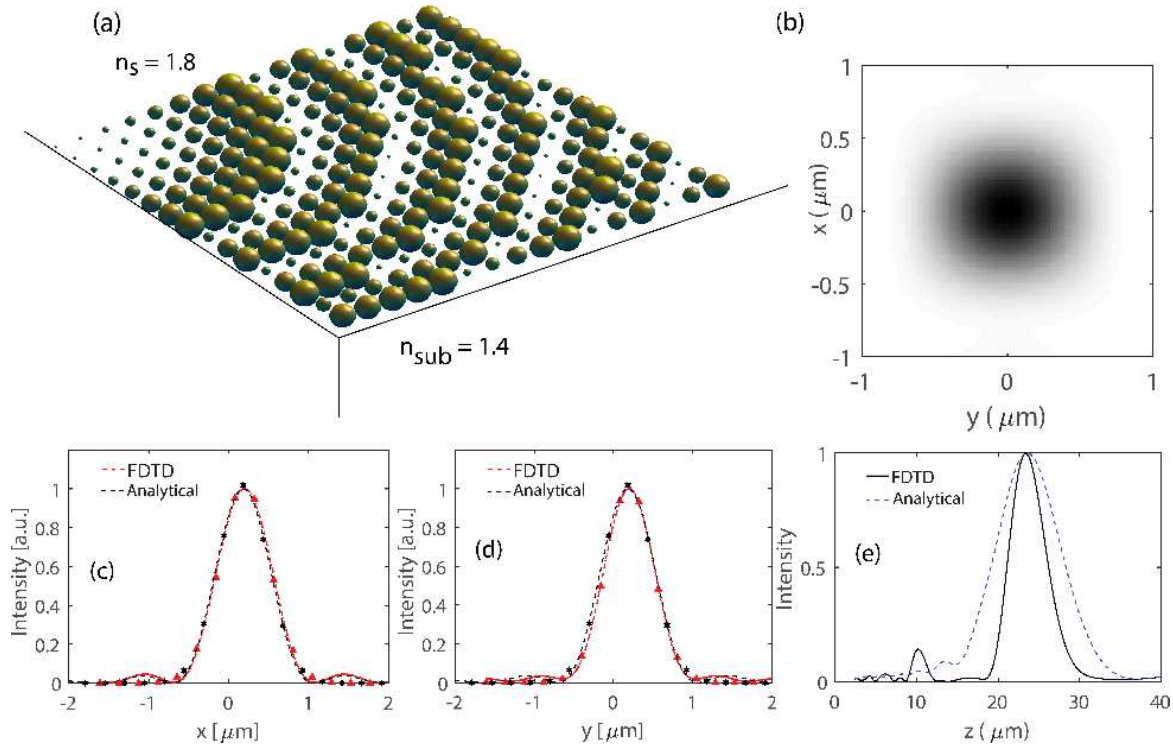 (a)
n_s = 1.8
n_sub = 1.4
(b)
1
0.5
0
-0.5
-1
x ( μm)
-1 0 1
y ( μm)
FDTD
Analytical
(c)
1
0.8
0.6
0.4
0.2
0
Intensity [a.u.]
-2 -1 0 1 2
x [ μm]
FDTD
Analytical
(d)
1
0.8
0.6
0.4
0.2
0
Intensity [a.u.]
-2 -1 0 1 2
y [ μm]
FDTD
Analytical
(e)
1
0.5
0
Intensity
0 10 20 30 40
z ( μm)